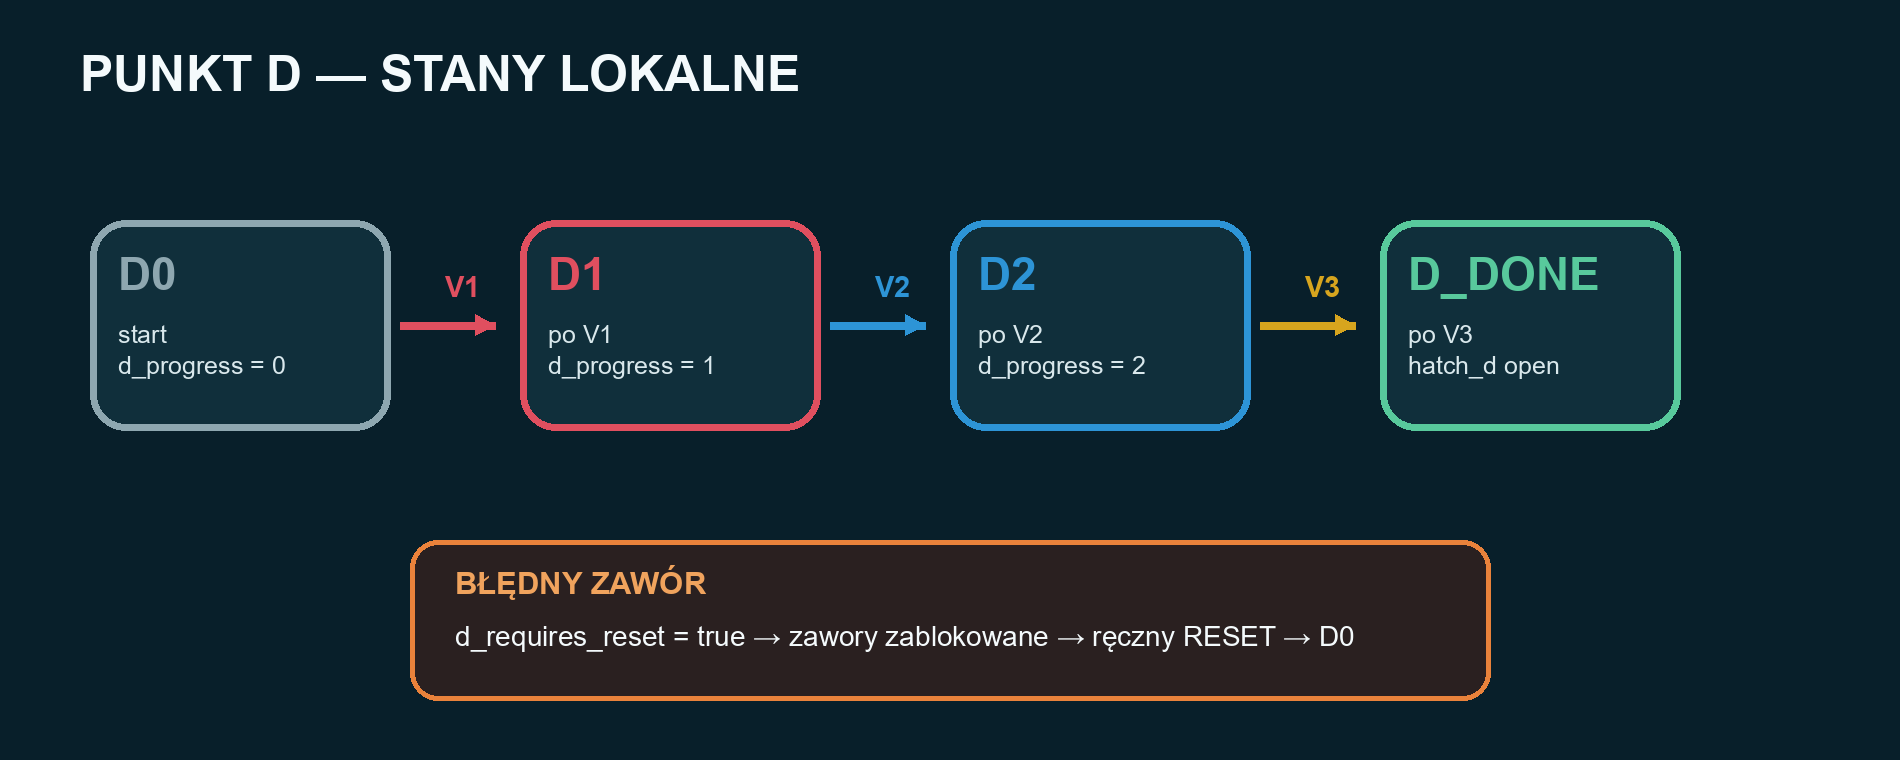 PUNKT D — STANY LOKALNE
D0
start
d_progress = 0
V1
D1
po V1
d_progress = 1
V2
D2
po V2
d_progress = 2
V3
D_DONE
po V3
hatch_d open
BŁĘDNY ZAWÓR
d_requires_reset = true → zawory zablokowane → ręczny RESET → D0